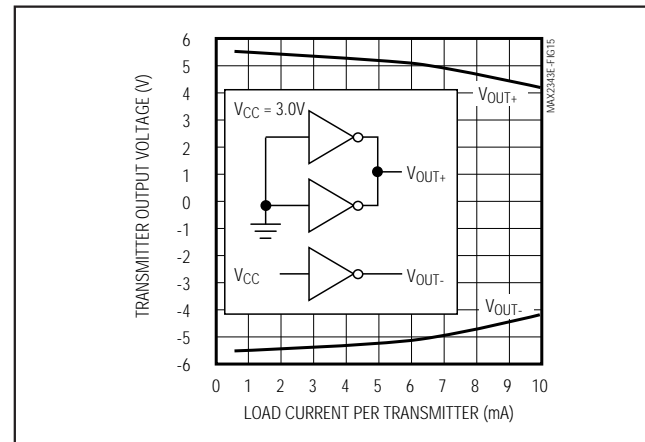 6
5
4
3
2
1
0
-1
-2
-3
-4
-5
-6
TRANSMITTER OUTPUT VOLTAGE (V)
VCC = 3.0V
VOUT+
VCC
VOUT-
VOUT+
VOUT-
MAX2343E-FIG15
0 1 2 3 4 5 6 7 8 9 10
LOAD CURRENT PER TRANSMITTER (mA)